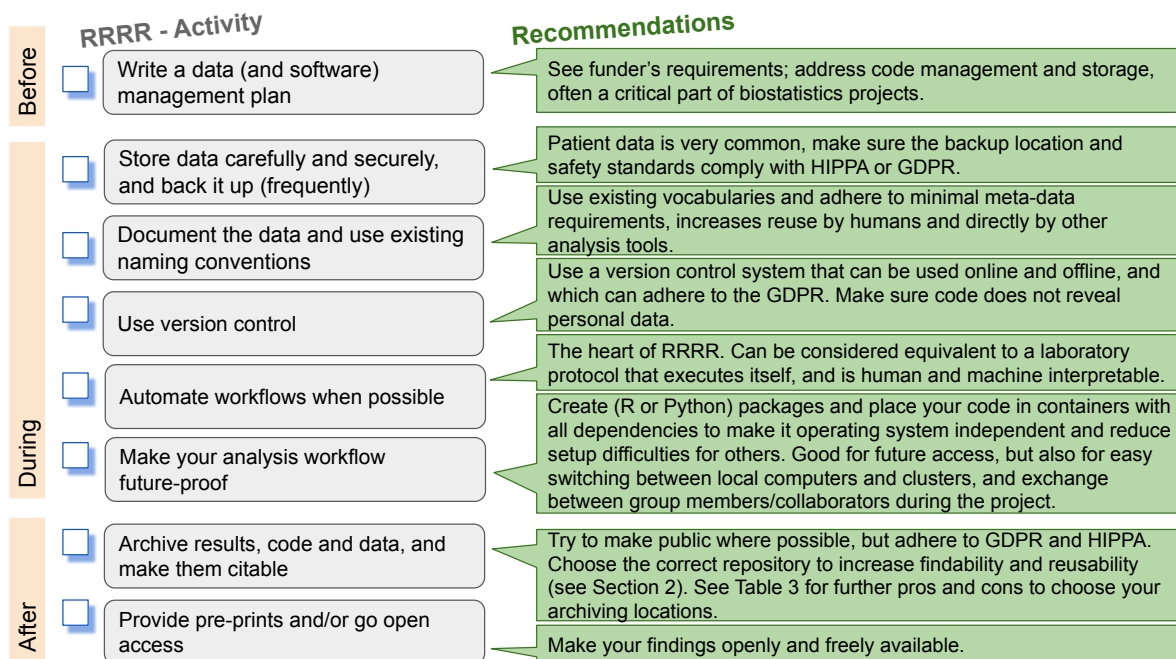 RRRR - Activity
Recommendations
Before
Write a data (and software)
management plan
See funder's requirements; address code management and storage,
often a critical part of biostatistics projects.
During
Store data carefully and securely,
and back it up (frequently)
Patient data is very common, make sure the backup location and
safety standards comply with HIPPA or GDPR.
Document the data and use existing
naming conventions
Use existing vocabularies and adhere to minimal meta-data
requirements, increases reuse by humans and directly by other
analysis tools.
Use version control
Use a version control system that can be used online and offline, and
which can adhere to the GDPR. Make sure code does not reveal
personal data.
Automate workflows when possible
The heart of RRRR. Can be considered equivalent to a laboratory
protocol that executes itself, and is human and machine interpretable.
Make your analysis workflow
future-proof
Create (R or Python) packages and place your code in containers with
all dependencies to make it operating system independent and reduce
setup difficulties for others. Good for future access, but also for easy
switching between local computers and clusters, and exchange
between group members/collaborators during the project.
After
Archive results, code and data, and
make them citable
Try to make public where possible, but adhere to GDPR and HIPPA.
Choose the correct repository to increase findability and reusability
(see Section 2). See Table 3 for further pros and cons to choose your
archiving locations.
Provide pre-prints and/or go open
access
Make your findings openly and freely available.